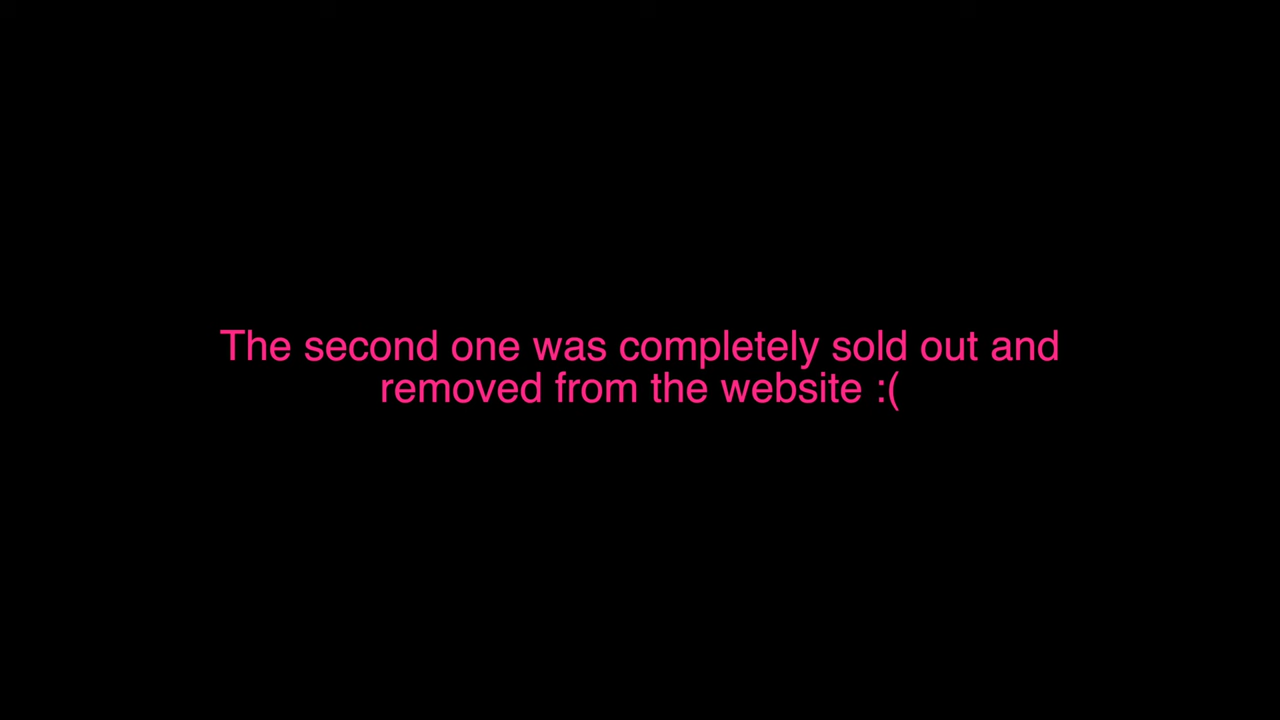 The second one was completely sold out and
removed from the website :(